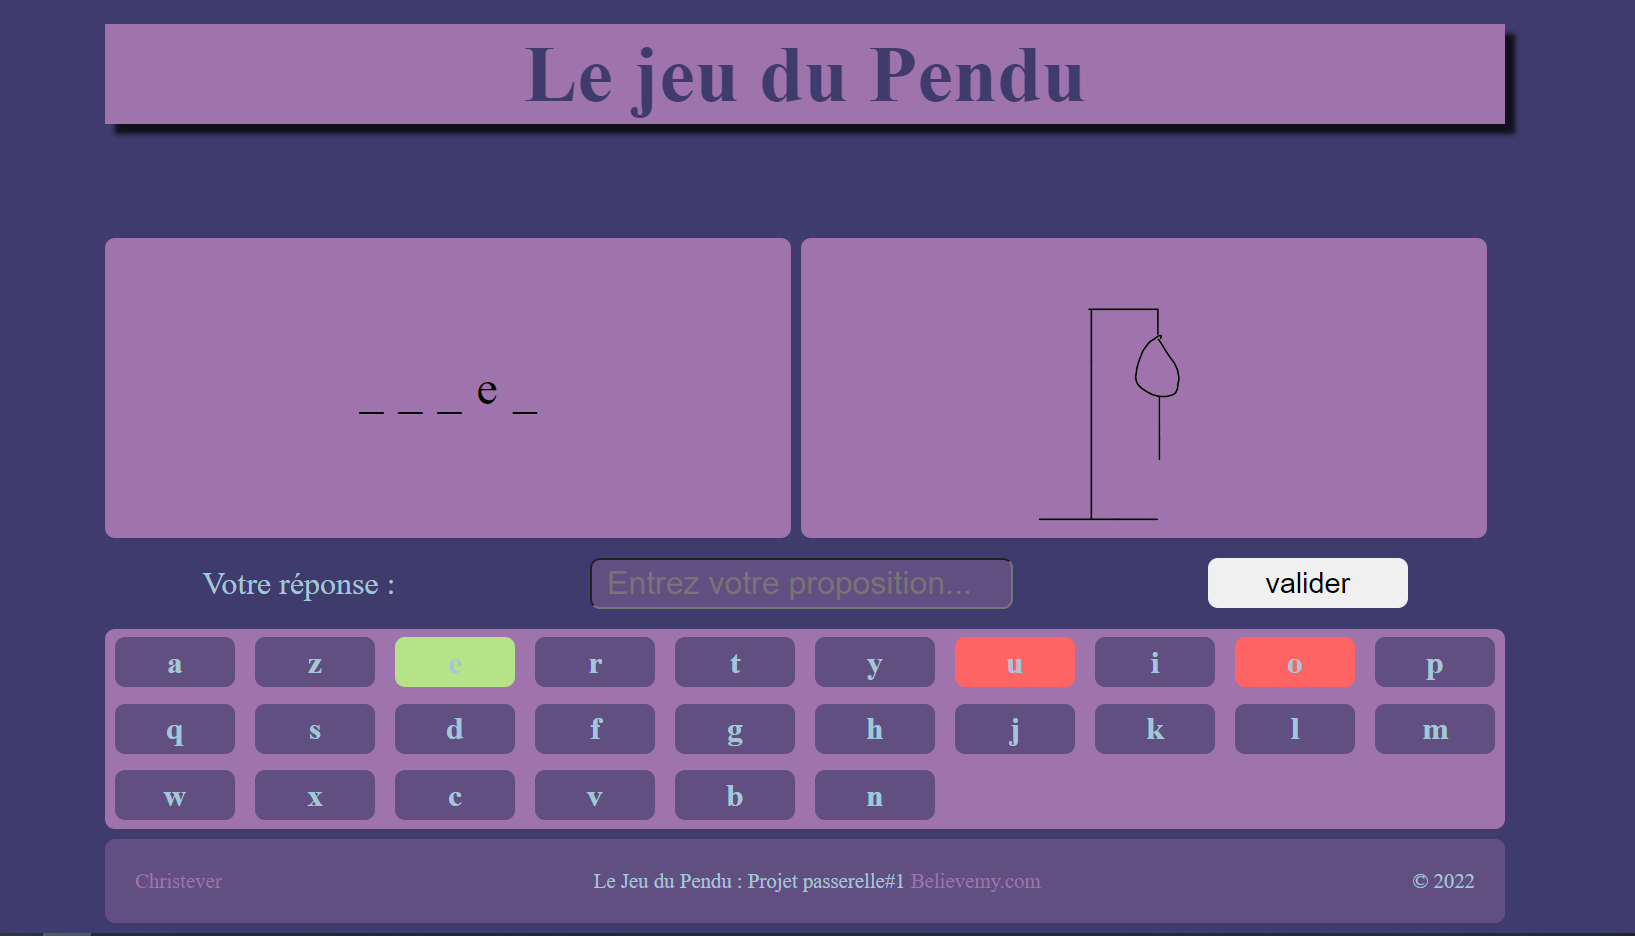 Le jeu du Pendu
_ _ _ e _
Votre réponse :
Entrez votre proposition...
valider
a z e r t y u i o p
q s d f g h j k l m
w x c v b n
Christever
Le Jeu du Pendu : Projet passerelle#1 Believemy.com
© 2022